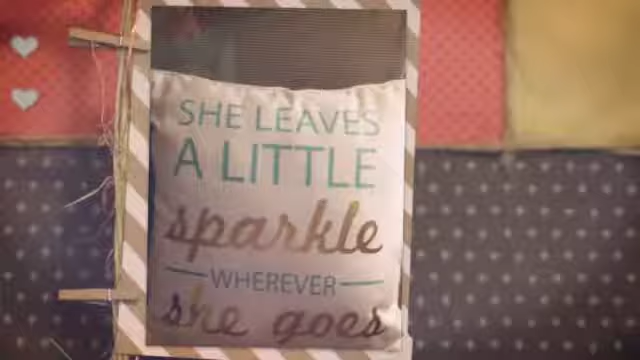 SHE LEAVES
A LITTLE
sparkle
WHEREVER
she goes